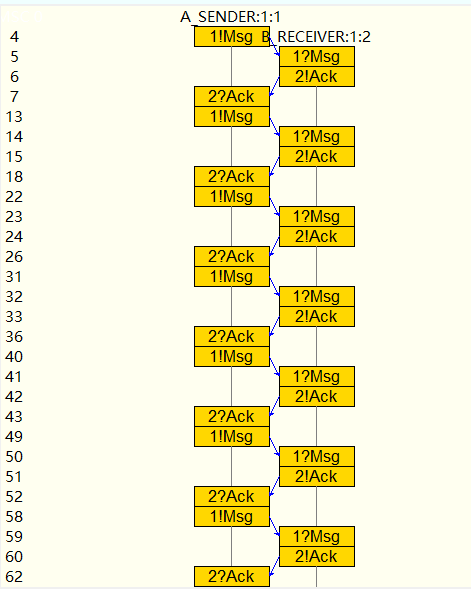 A_SENDER:1:1
4 1!Msg B_RECEIVER:1:2
5 1?Msg
6 2!Ack
7 2?Ack
13 1!Msg
14 1?Msg
15 2!Ack
18 2?Ack
22 1!Msg
23 1?Msg
24 2!Ack
26 2?Ack
31 1!Msg
32 1?Msg
33 2!Ack
36 2?Ack
40 1!Msg
41 1?Msg
42 2!Ack
43 2?Ack
49 1!Msg
50 1?Msg
51 2!Ack
52 2?Ack
58 1!Msg
59 1?Msg
60 2!Ack
62 2?Ack